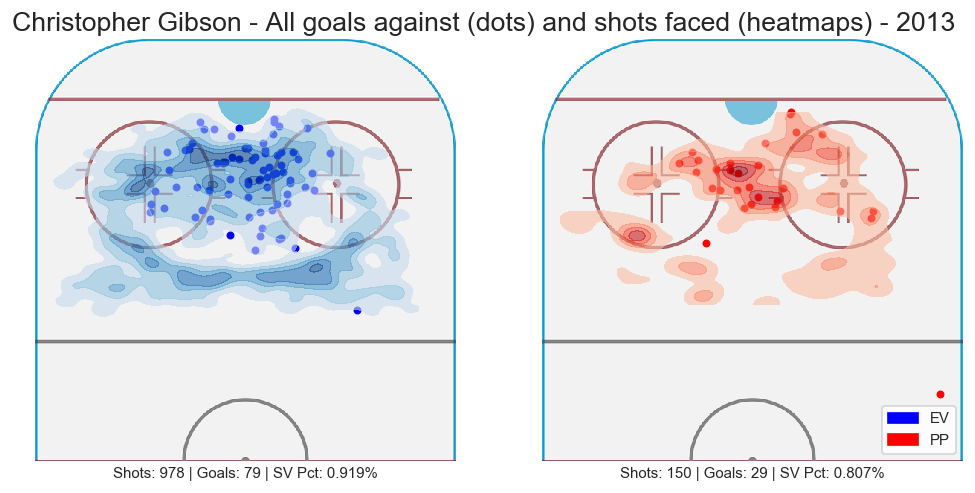 Christopher Gibson - All goals against (dots) and shots faced (heatmaps) - 2013
EV
PP
Shots: 978 | Goals: 79 | SV Pct: 0.919%
Shots: 150 | Goals: 29 | SV Pct: 0.807%